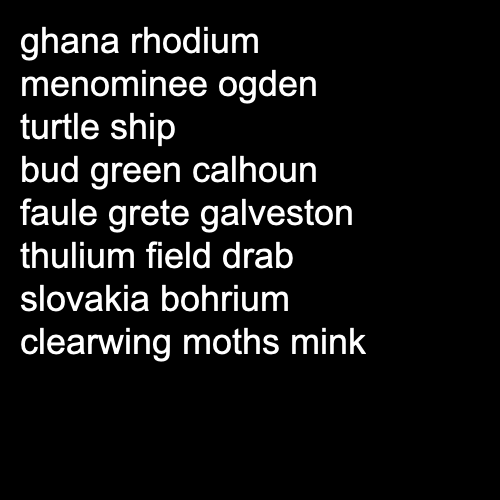 ghana rhodium
menominee ogden
turtle ship
bud green calhoun
faule grete galveston
thulium field drab
slovakia bohrium
clearwing moths mink